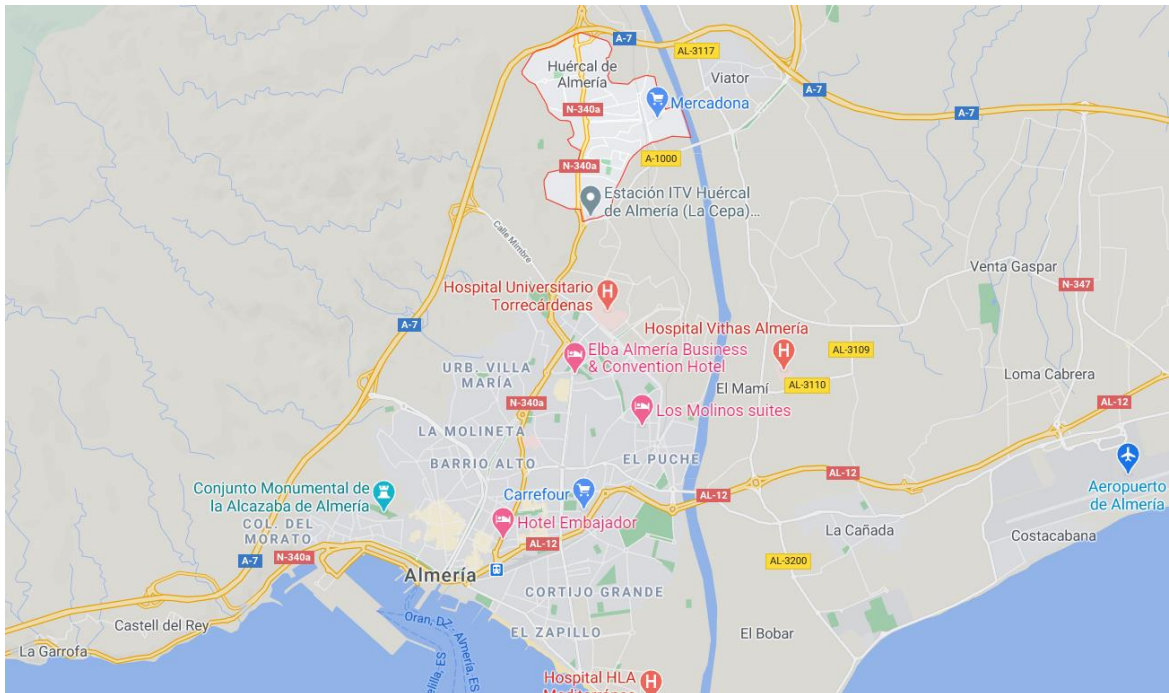 A-7
AL-3117
Huércal de
Almería
Viator
A-7
Mercadona
N-340a
A-7
A-1000
N-340a
Estación ITV Huércal
de Almería (La Cepa)...
Calle Mimbre
Venta Gaspar
Hospital Universitario
Torrecárdenas
N-347
A-7
Hospital Vithas Almería
Elba Almería Business
& Convention Hotel
AL-3109
URB. VILLA
MARÍA
El Mamí
AL-3110
Loma Cabrera
N-340a
Los Molinos suites
AL-12
LA MOLINETA
BARRIO ALTO
EL PUCHE
AL-12
Conjunto Monumental de
la Alcazaba de Almería
Carrefour
AL-12
Aeropuerto
de Almería
COL. DEL
MORATO
Hotel Embajador
La Cañada
Costacabana
AL-12
A-7
N-340a
AL-3200
Almería
CORTIJO GRANDE
Castell del Rey
Oran, DZ - Almería, ES
EL ZAPILLO
El Bobar
La Garrofa
Hospital HLA
Mediterráneo